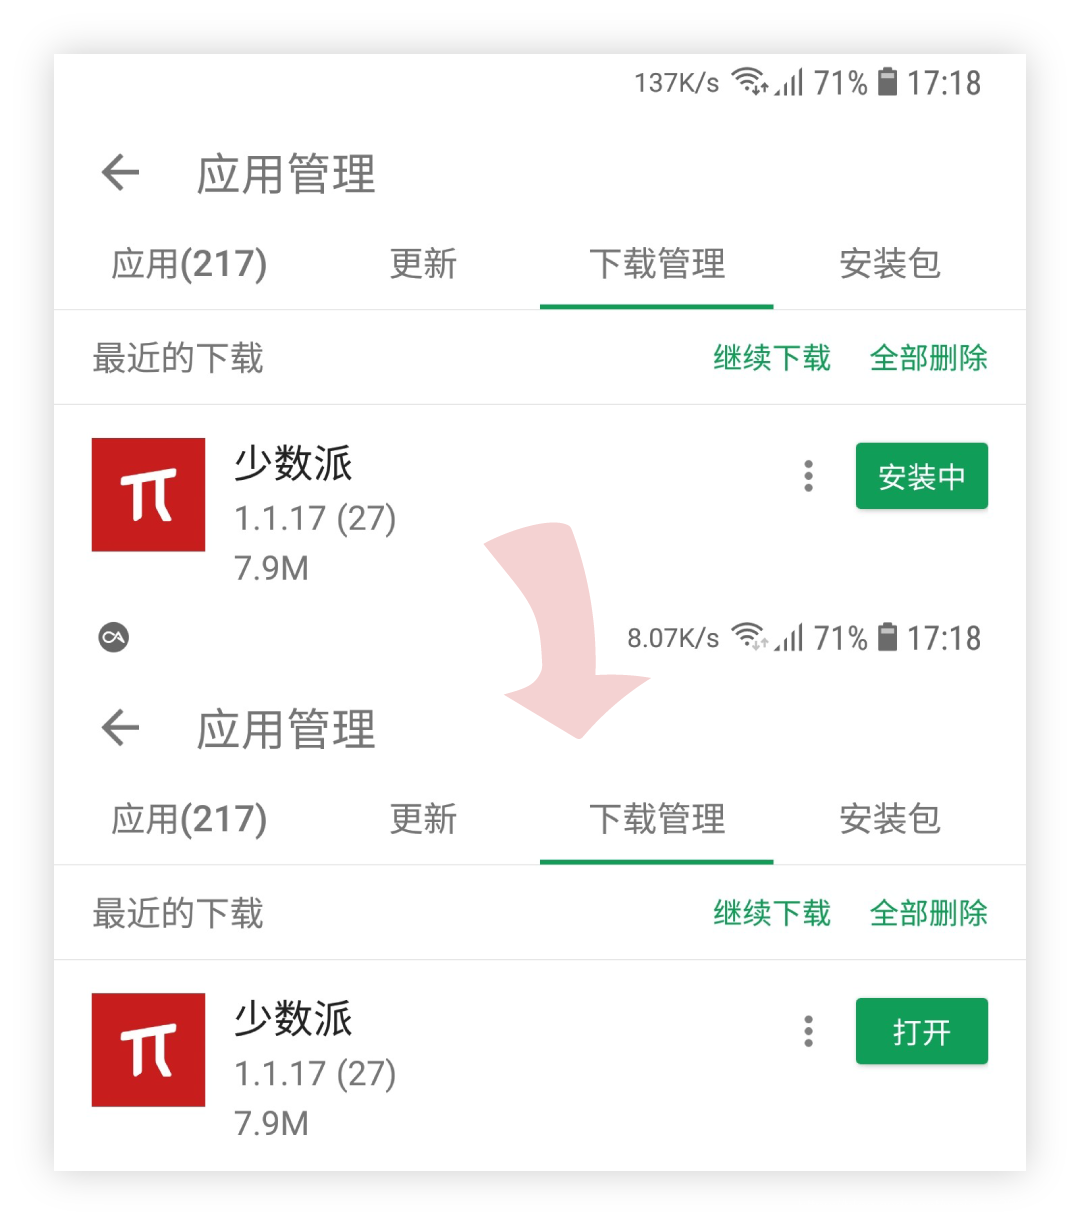 137K/s 71% 17:18
应用管理
应用(217) 更新 下载管理 安装包
最近的下载 继续下载 全部删除
少数派 安装中
1.1.17 (27)
7.9M
8.07K/s 71% 17:18
应用管理
应用(217) 更新 下载管理 安装包
最近的下载 继续下载 全部删除
少数派 打开
1.1.17 (27)
7.9M